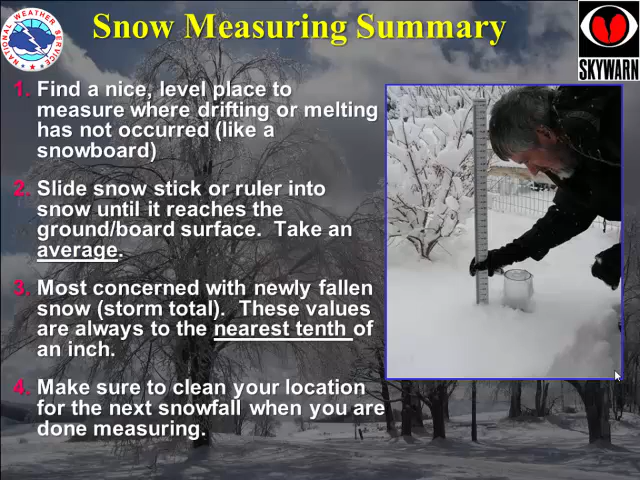 Snow Measuring Summary
NATIONAL WEATHER SERVICE
SKYWARN
1. Find a nice, level place to
measure where drifting or melting
has not occurred (like a
snowboard)
2. Slide snow stick or ruler into
snow until it reaches the
ground/board surface. Take an
average.
3. Most concerned with newly fallen
snow (storm total). These values
are always to the nearest tenth of
an inch.
4. Make sure to clean your location
for the next snowfall when you are
done measuring.